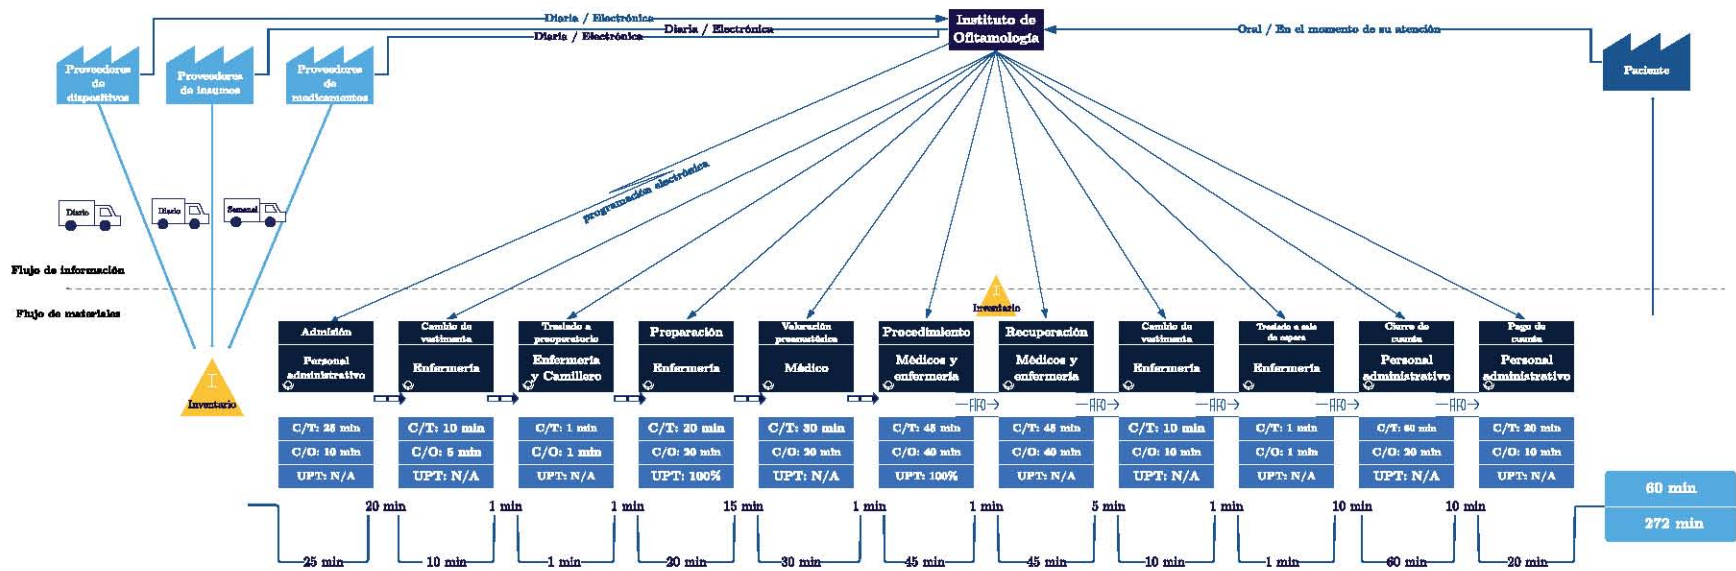 Diaria / Electrónica
Diaria / Electrónica
Diaria / Electrónica
Instituto de
Ofltamología
Oral / En el momento de su atención
Proveedores
de
dispositivos
Proveedores
de insumos
Proveedores
de
medicamentos
Paciente
programación electrónica
Diario
Diario
Semanal
Flujo de información
Flujo de materiales
I
Inventario
I
Inventario
Admisión
Personal
administrativo
Cambio de
vestimenta
Enfermería
Traslado a
preoperatorio
Enfermería
y Camillero
Preparación
Enfermería
Valoración
preanestésica
Médico
Procedimiento
Médicos y
enfermería
Recuperación
Médicos y
enfermería
Cambio de
vestimenta
Enfermería
Traslado a sala
de espera
Enfermería
Cierre de
cuenta
Personal
administrativo
Pago de
cuenta
Personal
administrativo
FIFO
FIFO
FIFO
FIFO
FIFO
C/T: 25 min
C/O: 10 min
UPT: N/A
C/T: 10 min
C/O: 5 min
UPT: N/A
C/T: 1 min
C/O: 1 min
UPT: N/A
C/T: 20 min
C/O: 20 min
UPT: 100%
C/T: 30 min
C/O: 20 min
UPT: N/A
C/T: 45 min
C/O: 40 min
UPT: 100%
C/T: 45 min
C/O: 40 min
UPT: N/A
C/T: 10 min
C/O: 10 min
UPT: N/A
C/T: 1 min
C/O: 1 min
UPT: N/A
C/T: 60 min
C/O: 20 min
UPT: N/A
C/T: 20 min
C/O: 10 min
UPT: N/A
20 min
1 min
1 min
15 min
1 min
1 min
5 min
1 min
10 min
10 min
60 min
272 min
25 min
10 min
1 min
20 min
30 min
45 min
45 min
10 min
1 min
60 min
20 min